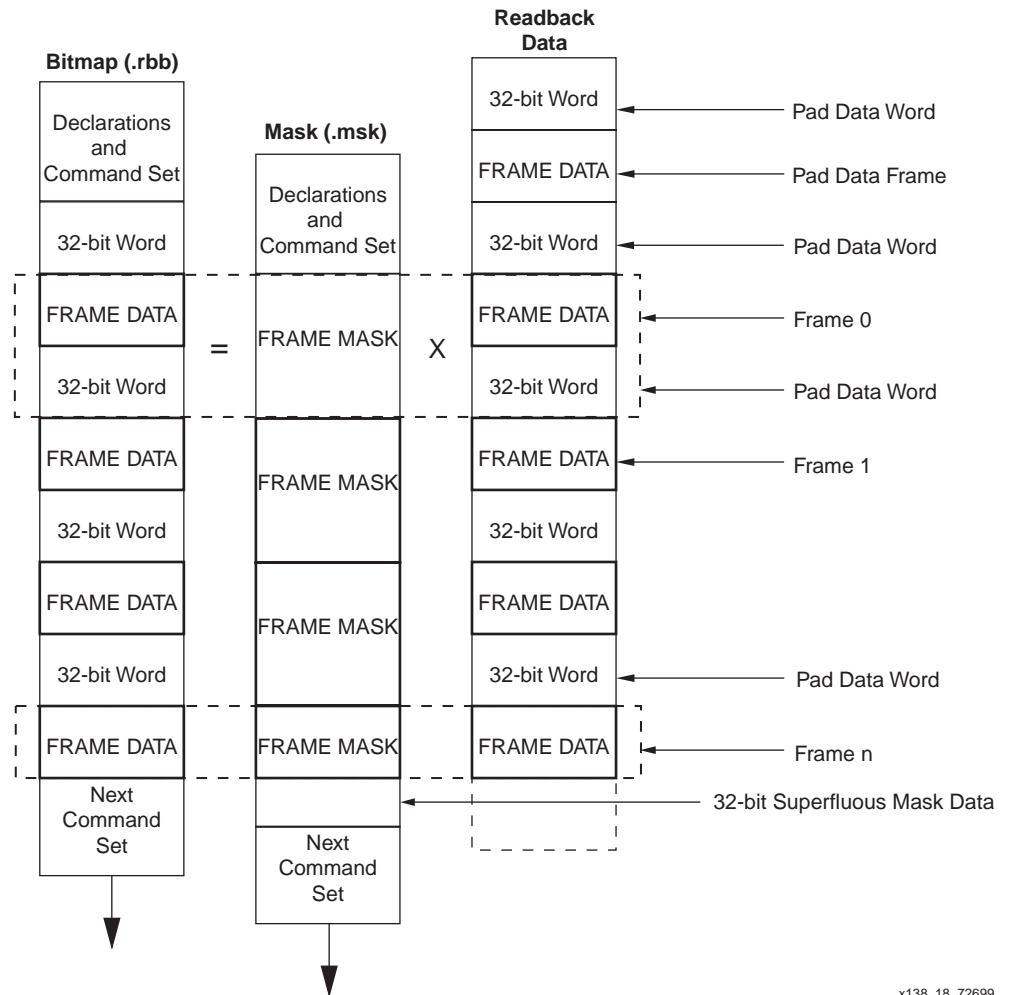 Readback
Data
Bitmap (.rbb)
32-bit Word
Pad Data Word
Declarations
and
Command Set
Mask (.msk)
FRAME DATA
Pad Data Frame
Declarations
and
Command Set
32-bit Word
32-bit Word
Pad Data Word
FRAME DATA
=
FRAME MASK
X
FRAME DATA
Frame 0
32-bit Word
32-bit Word
Pad Data Word
FRAME DATA
FRAME MASK
FRAME DATA
Frame 1
32-bit Word
32-bit Word
FRAME DATA
FRAME MASK
FRAME DATA
32-bit Word
32-bit Word
Pad Data Word
FRAME DATA
FRAME MASK
FRAME DATA
Frame n
Next
Command
Set
32-bit Superfluous Mask Data
Next
Command
Set
x138_18_72699